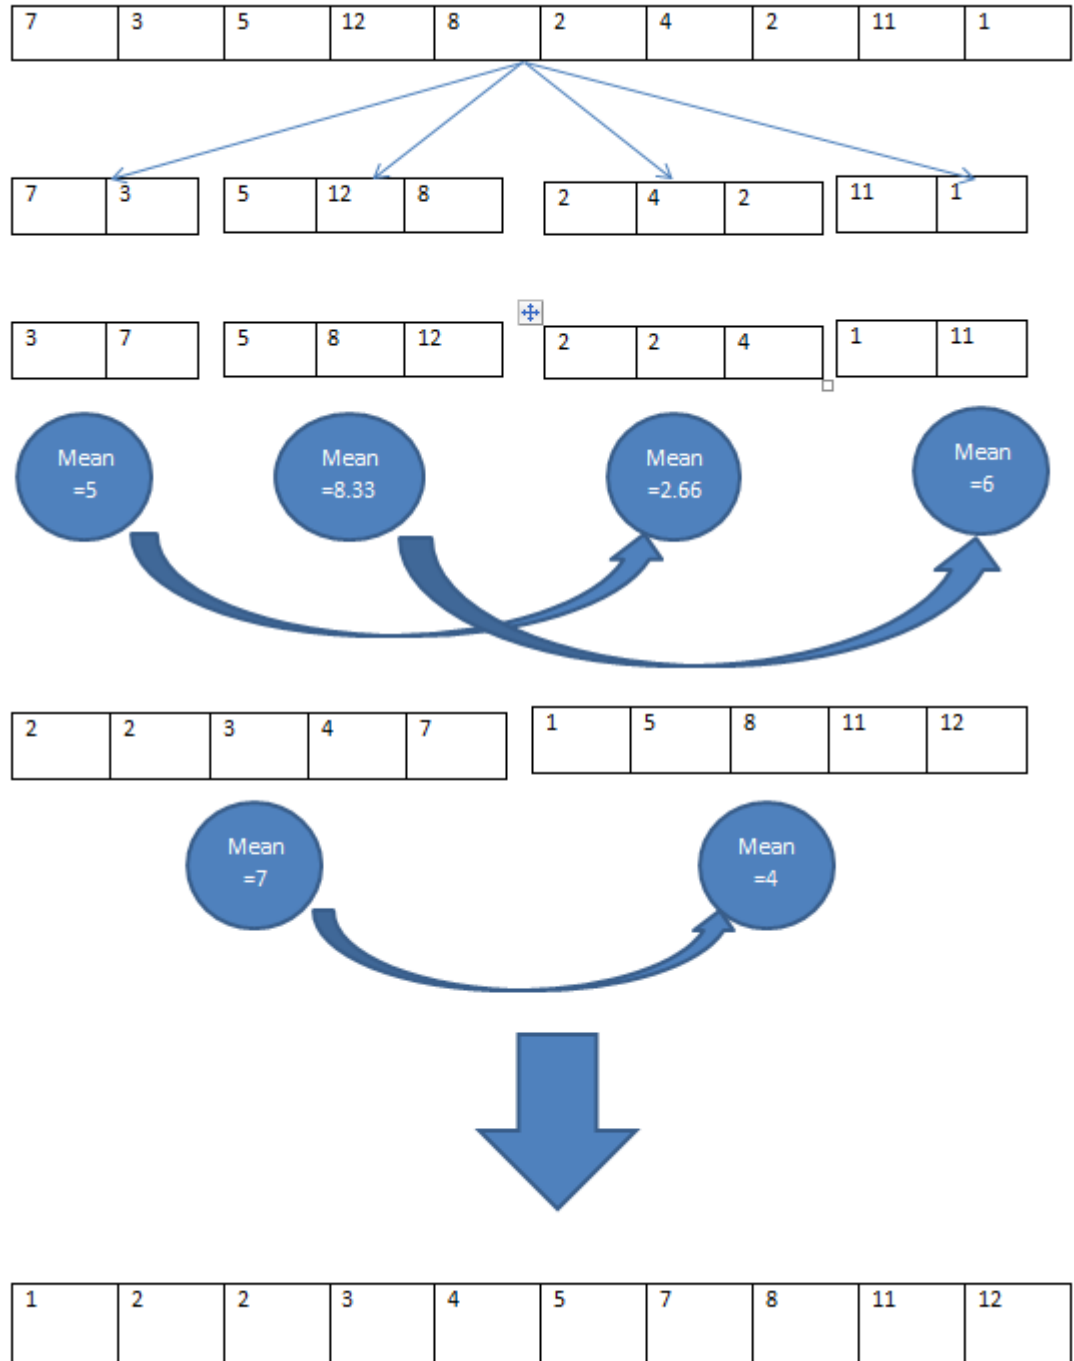 7 3 5 12 8 2 4 2 11 1
7 3 5 12 8 2 4 2 11 1
3 7 5 8 12 2 2 4 1 11
Mean Mean Mean Mean
=5 =8.33 =2.66 =6
2 2 3 4 7 1 5 8 11 12
Mean Mean
=7 =4
1 2 2 3 4 5 7 8 11 12